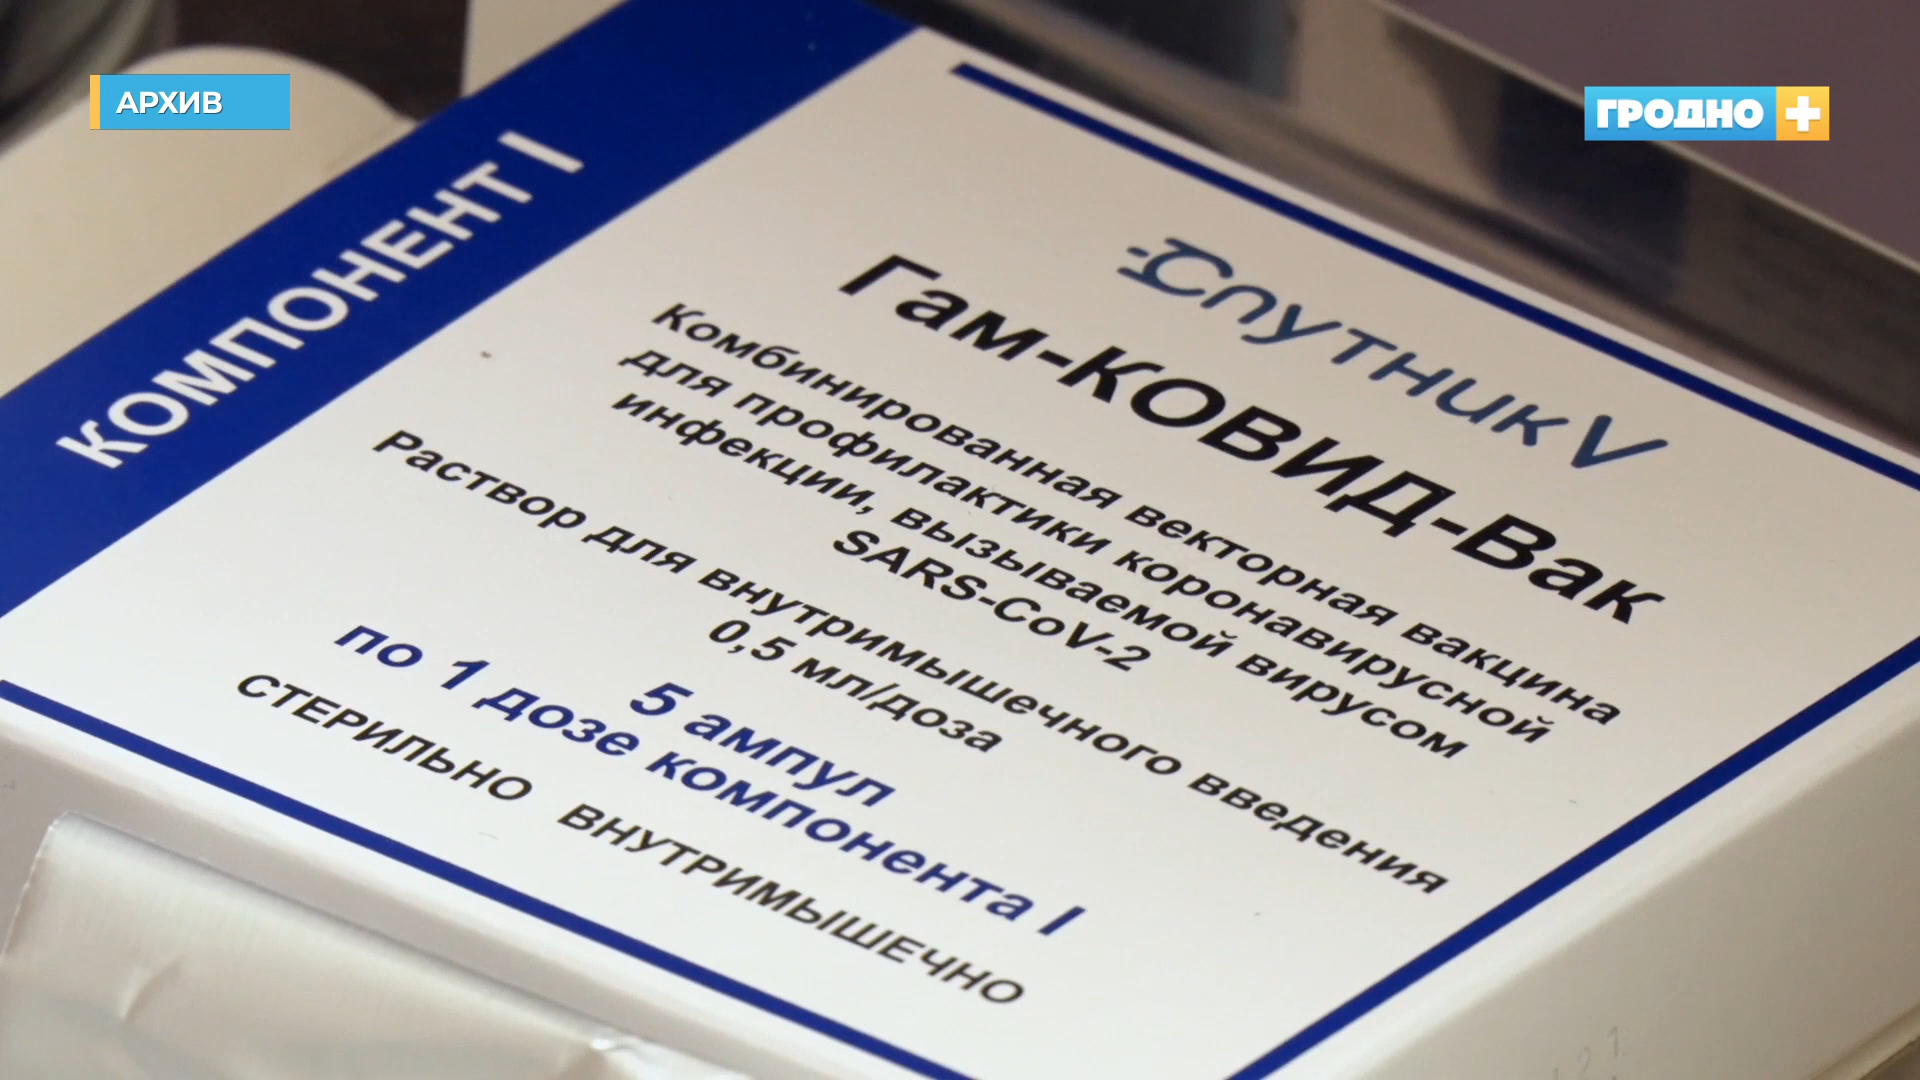 АРХИВ
ГРОДНО +
КОМПОНЕНТ I
Спутник V
Гам-КОВИД-Вак
Комбинированная векторная вакцина
для профилактики коронавирусной
инфекции, вызываемой вирусом
SARS-CoV-2
Раствор для внутримышечного введения
0,5 мл/доза
5 ампул
по 1 дозе компонента I
СТЕРИЛЬНО ВНУТРИМЫШЕЧНО